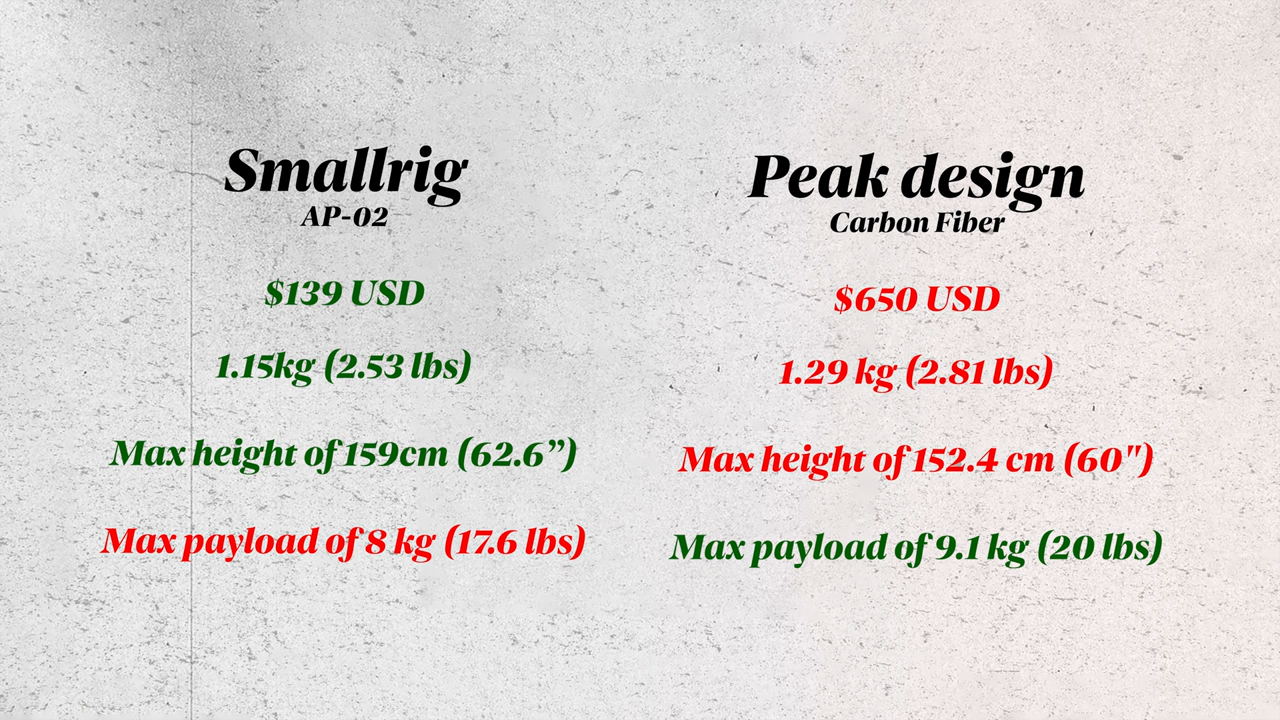 Smallrig
AP-02
$139 USD
1.15kg (2.53 lbs)
Max height of 159cm (62.6”)
Max payload of 8 kg (17.6 lbs)
Peak design
Carbon Fiber
$650 USD
1.29 kg (2.81 lbs)
Max height of 152.4 cm (60")
Max payload of 9.1 kg (20 lbs)